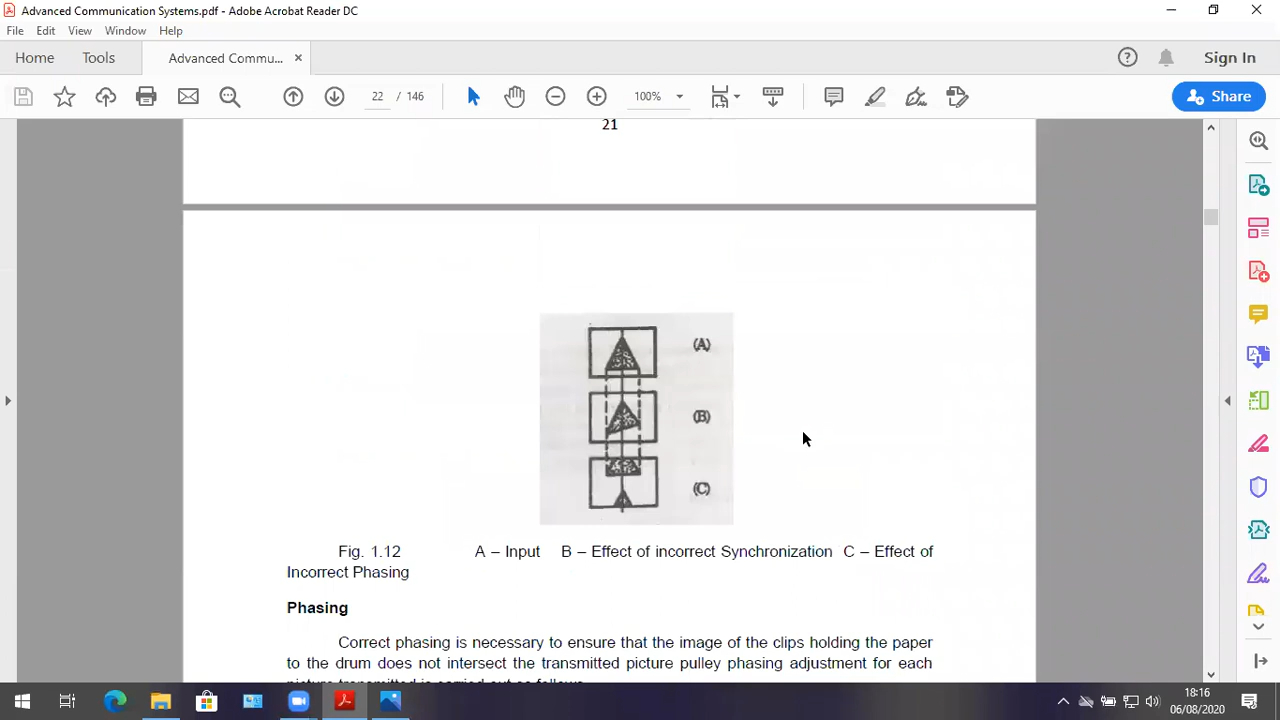 Advanced Communication Systems.pdf - Adobe Acrobat Reader DC
File Edit View Window Help
Home Tools Advanced Commu... ×
Sign In
22 / 146
100%
Share
21
(A)
(B)
(C)
Fig. 1.12 A – Input B – Effect of incorrect Synchronization C – Effect of
Incorrect Phasing
Phasing
Correct phasing is necessary to ensure that the image of the clips holding the paper
to the drum does not intersect the transmitted picture pulley phasing adjustment for each
picture transmitted is carried out as follows
18:16
06/08/2020